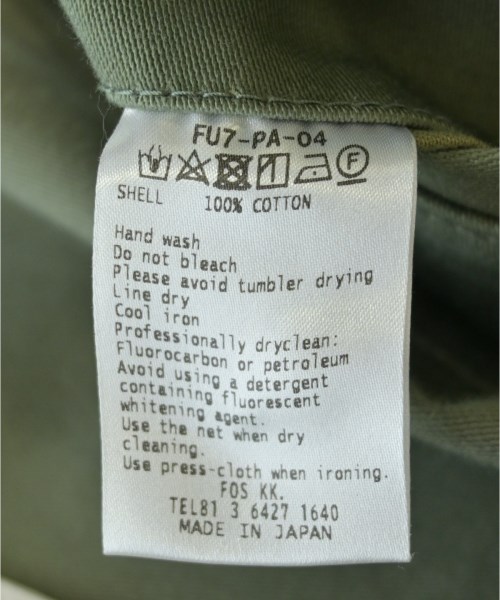 FU7-PA-04
F
SHELL 100% COTTON
Hand wash
Do not bleach
Please avoid tumbler drying
Line dry
Cool iron
Professionally dryclean:
Fluorocarbon or petroleum
Avoid using a detergent
containing fluorescent
whitening agent.
Use the net when dry
cleaning.
Use press-cloth when ironing.
FOS KK.
TEL81 3 6427 1640
MADE IN JAPAN